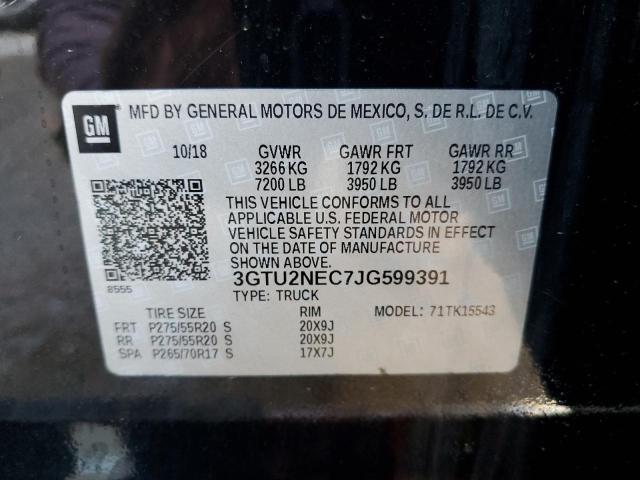 GM MFD BY GENERAL MOTORS DE MEXICO, S. DE R.L. DE C.V.
10/18 GVWR GAWR FRT GAWR RR
3266 KG 1792 KG 1792 KG
7200 LB 3950 LB 3950 LB
THIS VEHICLE CONFORMS TO ALL
APPLICABLE U.S. FEDERAL MOTOR
VEHICLE SAFETY STANDARDS IN EFFECT
ON THE DATE OF MANUFACTURE
SHOWN ABOVE.
8555 3GTU2NEC7JG599391
TYPE: TRUCK
TIRE SIZE RIM MODEL: 71TK15543
FRT P275/55R20 S 20X9J
RR P275/55R20 S 20X9J
SPA P265/70R17 S 17X7J